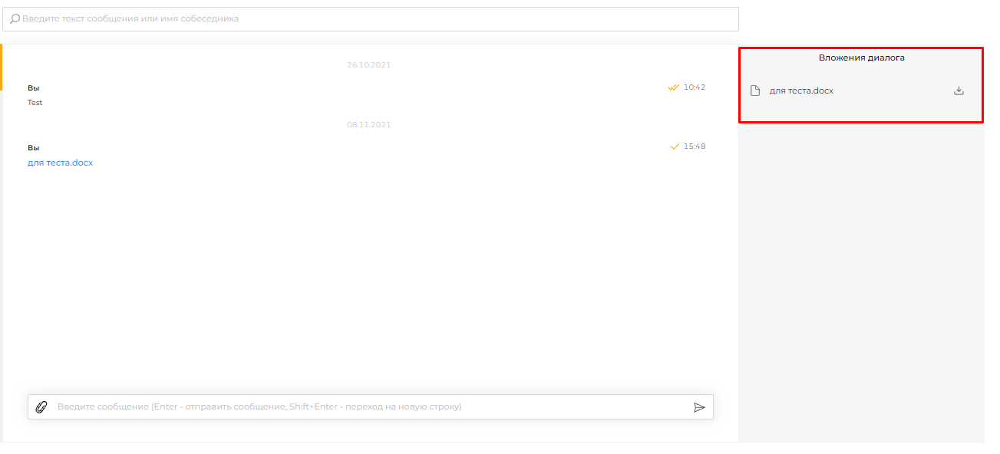 Введите текст сообщения или имя собеседника
26.10.2021
Вы
10:42
Test
08.11.2021
Вы
15:48
для теста.docx
Введите сообщение (Enter - отправить сообщение, Shift+Enter - переход на новую строку)
Вложения диалога
для теста.docx